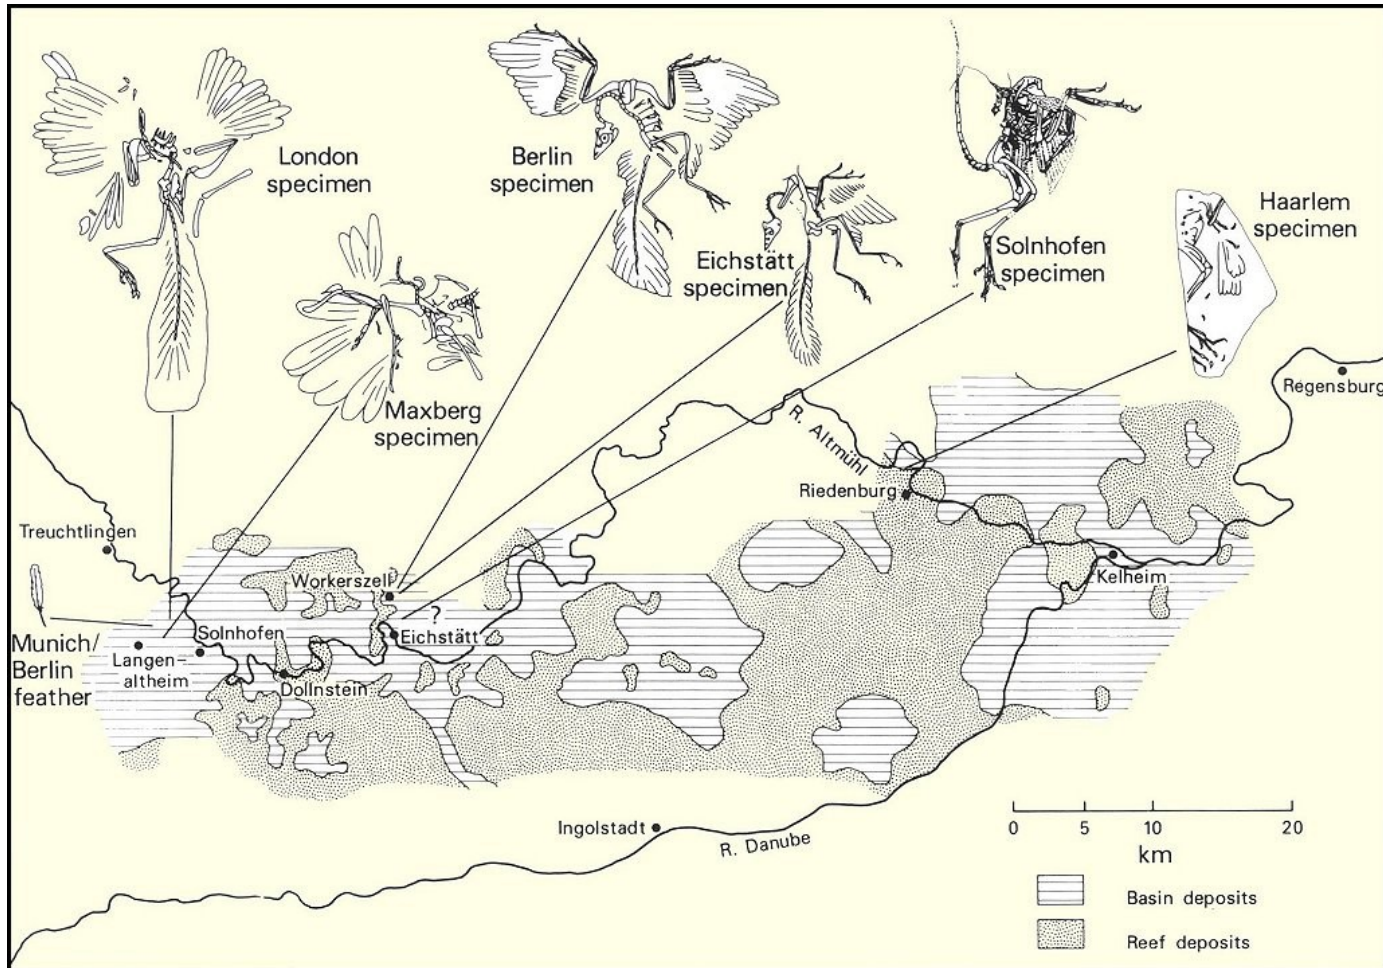 London
specimen
Berlin
specimen
Maxberg
specimen
Eichstätt
specimen
Solnhofen
specimen
Haarlem
specimen
Regensburg
R. Altmühl
Riedenburg
Kelheim
Treuchtlingen
Workerszell
?
Eichstätt
Solnhofen
Langen-
altheim
Dollnstein
Munich/
Berlin
feather
Ingolstadt
R. Danube
0 5 10 20
km
Basin deposits
Reef deposits